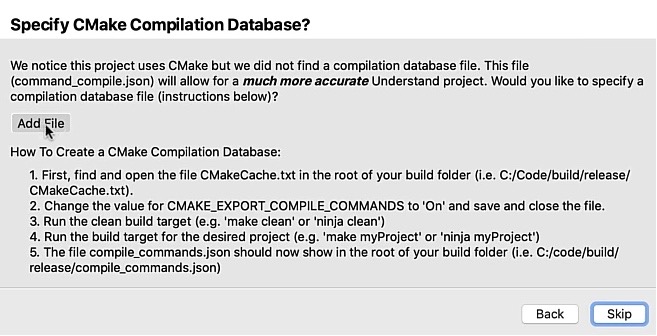 Specify CMake Compilation Database?
We notice this project uses CMake but we did not find a compilation database file. This file
(command_compile.json) will allow for a much more accurate Understand project. Would you like to specify a
compilation database file (instructions below)?
Add File
How To Create a CMake Compilation Database:
1. First, find and open the file CMakeCache.txt in the root of your build folder (i.e. C:/Code/build/release/
CMakeCache.txt).
2. Change the value for CMAKE_EXPORT_COMPILE_COMMANDS to 'On' and save and close the file.
3. Run the clean build target (e.g. 'make clean' or 'ninja clean')
4. Run the build target for the desired project (e.g. 'make myProject' or 'ninja myProject')
5. The file compile_commands.json should now show in the root of your build folder (i.e. C:/code/build/
release/compile_commands.json)
Back
Skip